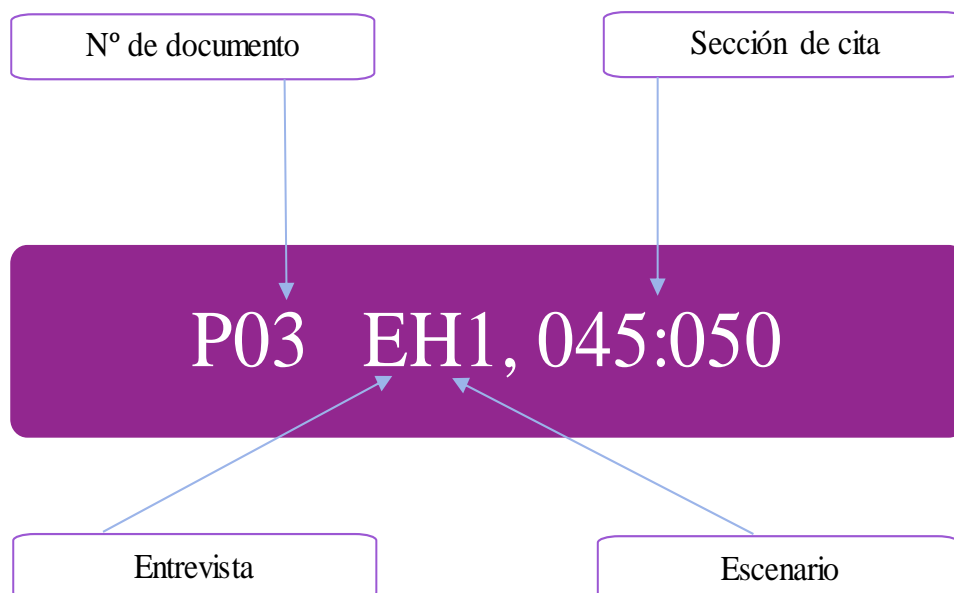 Nº de documento
Sección de cita
P03 EH1, 045:050
Entrevista
Escenario